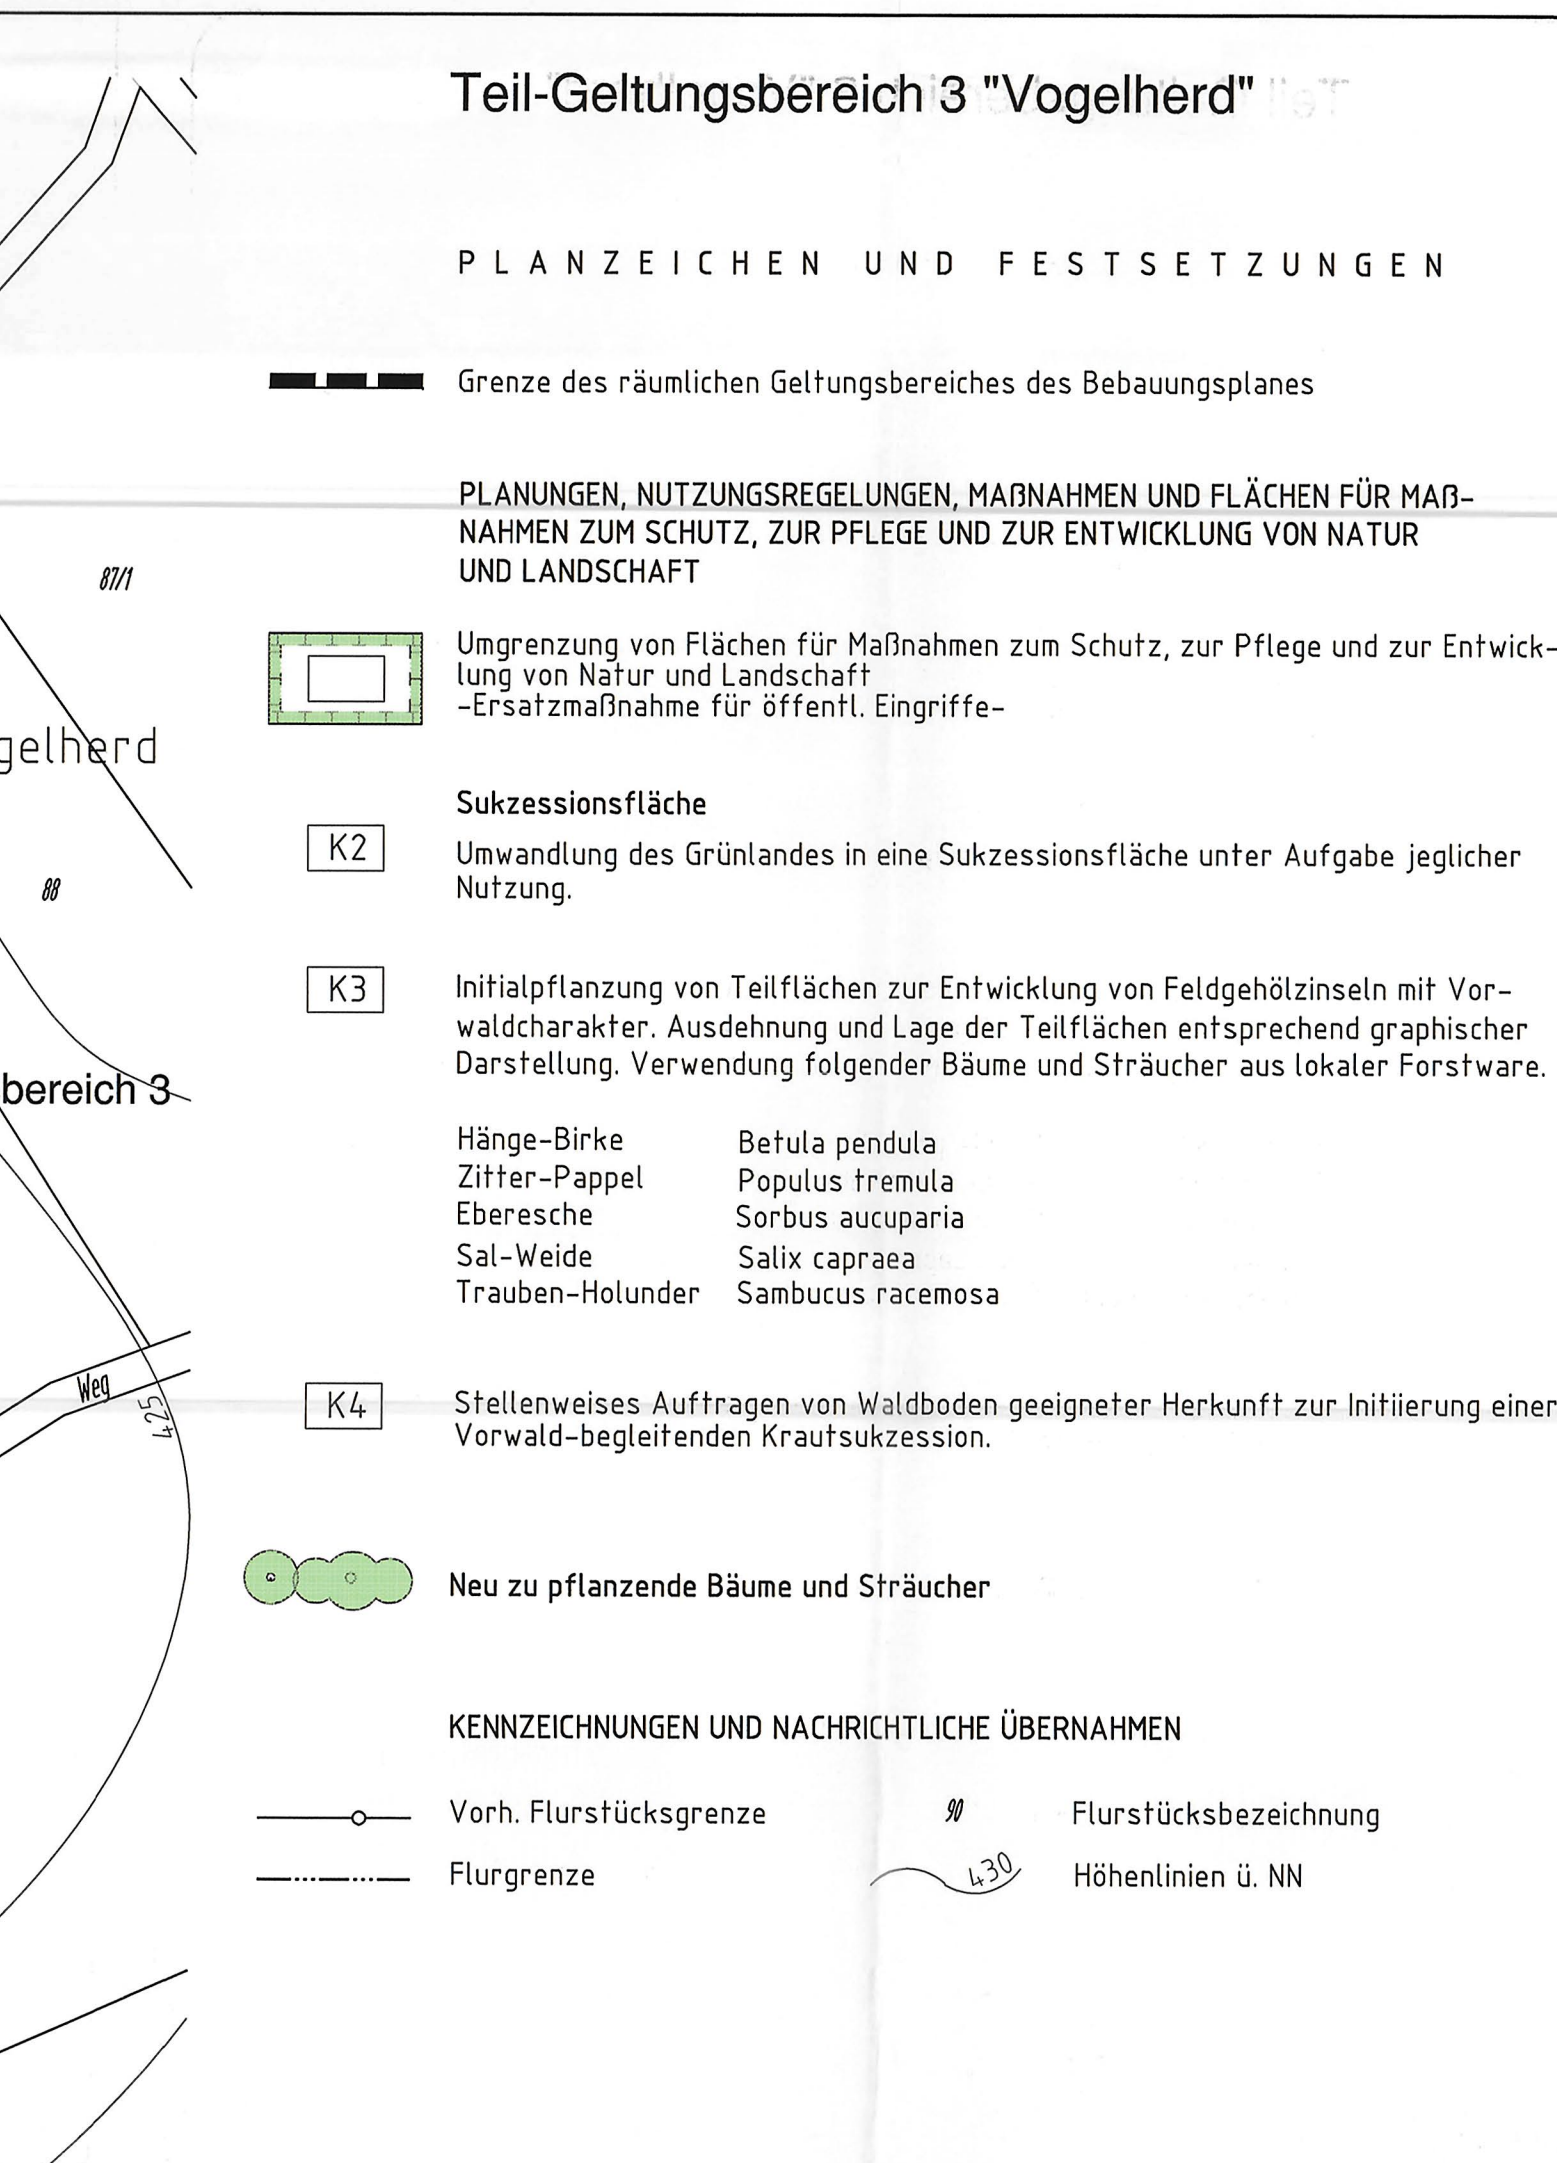 Teil-Geltungsbereich 3 "Vogelherd"
PLANZEICHEN UND FESTSETZUNGEN
Grenze des räumlichen Geltungsbereiches des Bebauungsplanes
PLANUNGEN, NUTZUNGSREGELUNGEN, MAßNAHMEN UND FLÄCHEN FÜR MAß-
NAHMEN ZUM SCHUTZ, ZUR PFLEGE UND ZUR ENTWICKLUNG VON NATUR
UND LANDSCHAFT
87/1
Umgrenzung von Flächen für Maßnahmen zum Schutz, zur Pflege und zur Entwick-
lung von Natur und Landschaft
-Ersatzmaßnahme für öffentl. Eingriffe-
gelherd
Sukzessionsfläche
K2
Umwandlung des Grünlandes in eine Sukzessionsfläche unter Aufgabe jeglicher
Nutzung.
88
K3
Initialpflanzung von Teilflächen zur Entwicklung von Feldgehölzinseln mit Vor-
waldcharakter. Ausdehnung und Lage der Teilflächen entsprechend graphischer
Darstellung. Verwendung folgender Bäume und Sträucher aus lokaler Forstware.
bereich 3
Hänge-Birke Betula pendula
Zitter-Pappel Populus tremula
Eberesche Sorbus aucuparia
Sal-Weide Salix capraea
Trauben-Holunder Sambucus racemosa
Weg
425
K4
Stellenweises Auftragen von Waldboden geeigneter Herkunft zur Initiierung einer
Vorwald-begleitenden Krautsukzession.
Neu zu pflanzende Bäume und Sträucher
KENNZEICHNUNGEN UND NACHRICHTLICHE ÜBERNAHMEN
Vorh. Flurstücksgrenze 90 Flurstücksbezeichnung
Flurgrenze 430 Höhenlinien ü. NN